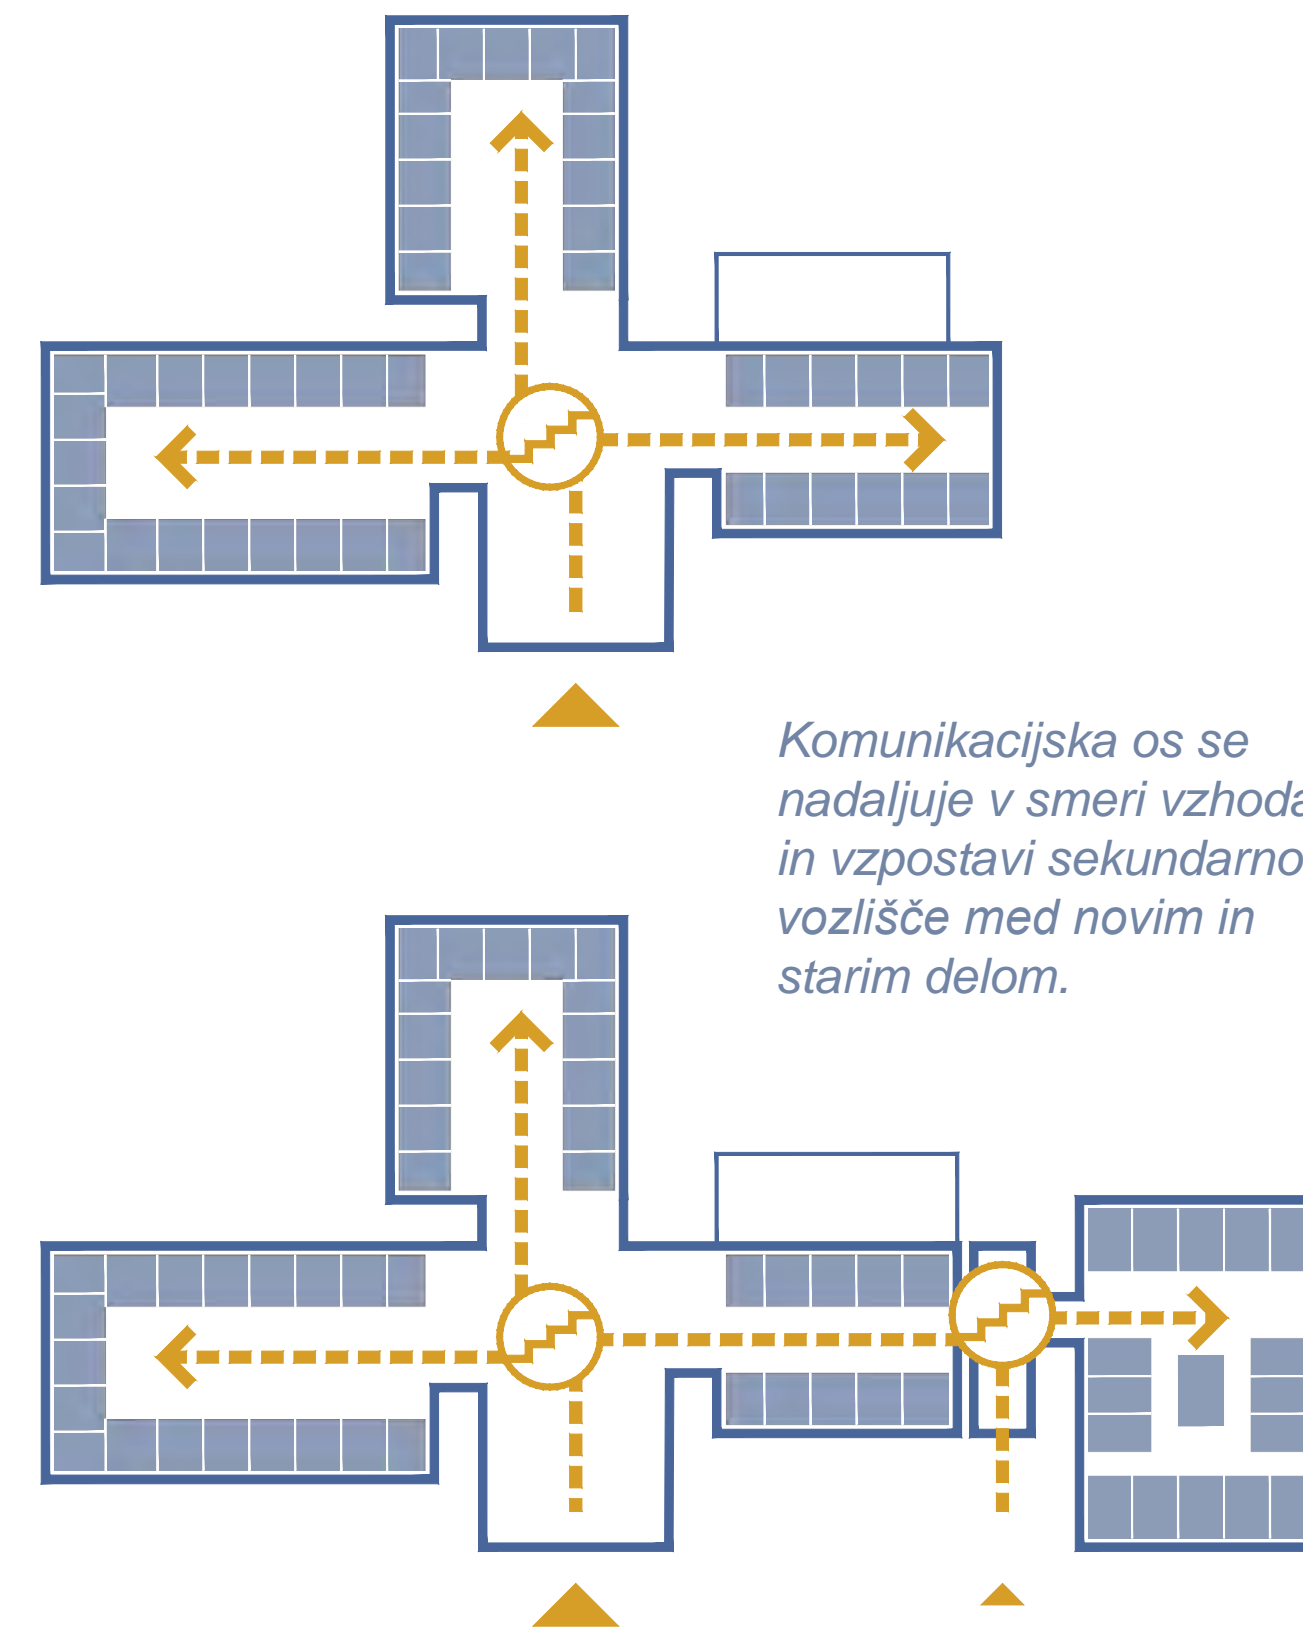 Komunikacijska os se
nadaljuje v smeri vzhoda
in vzpostavi sekundarno
vozlišče med novim in
starim delom.